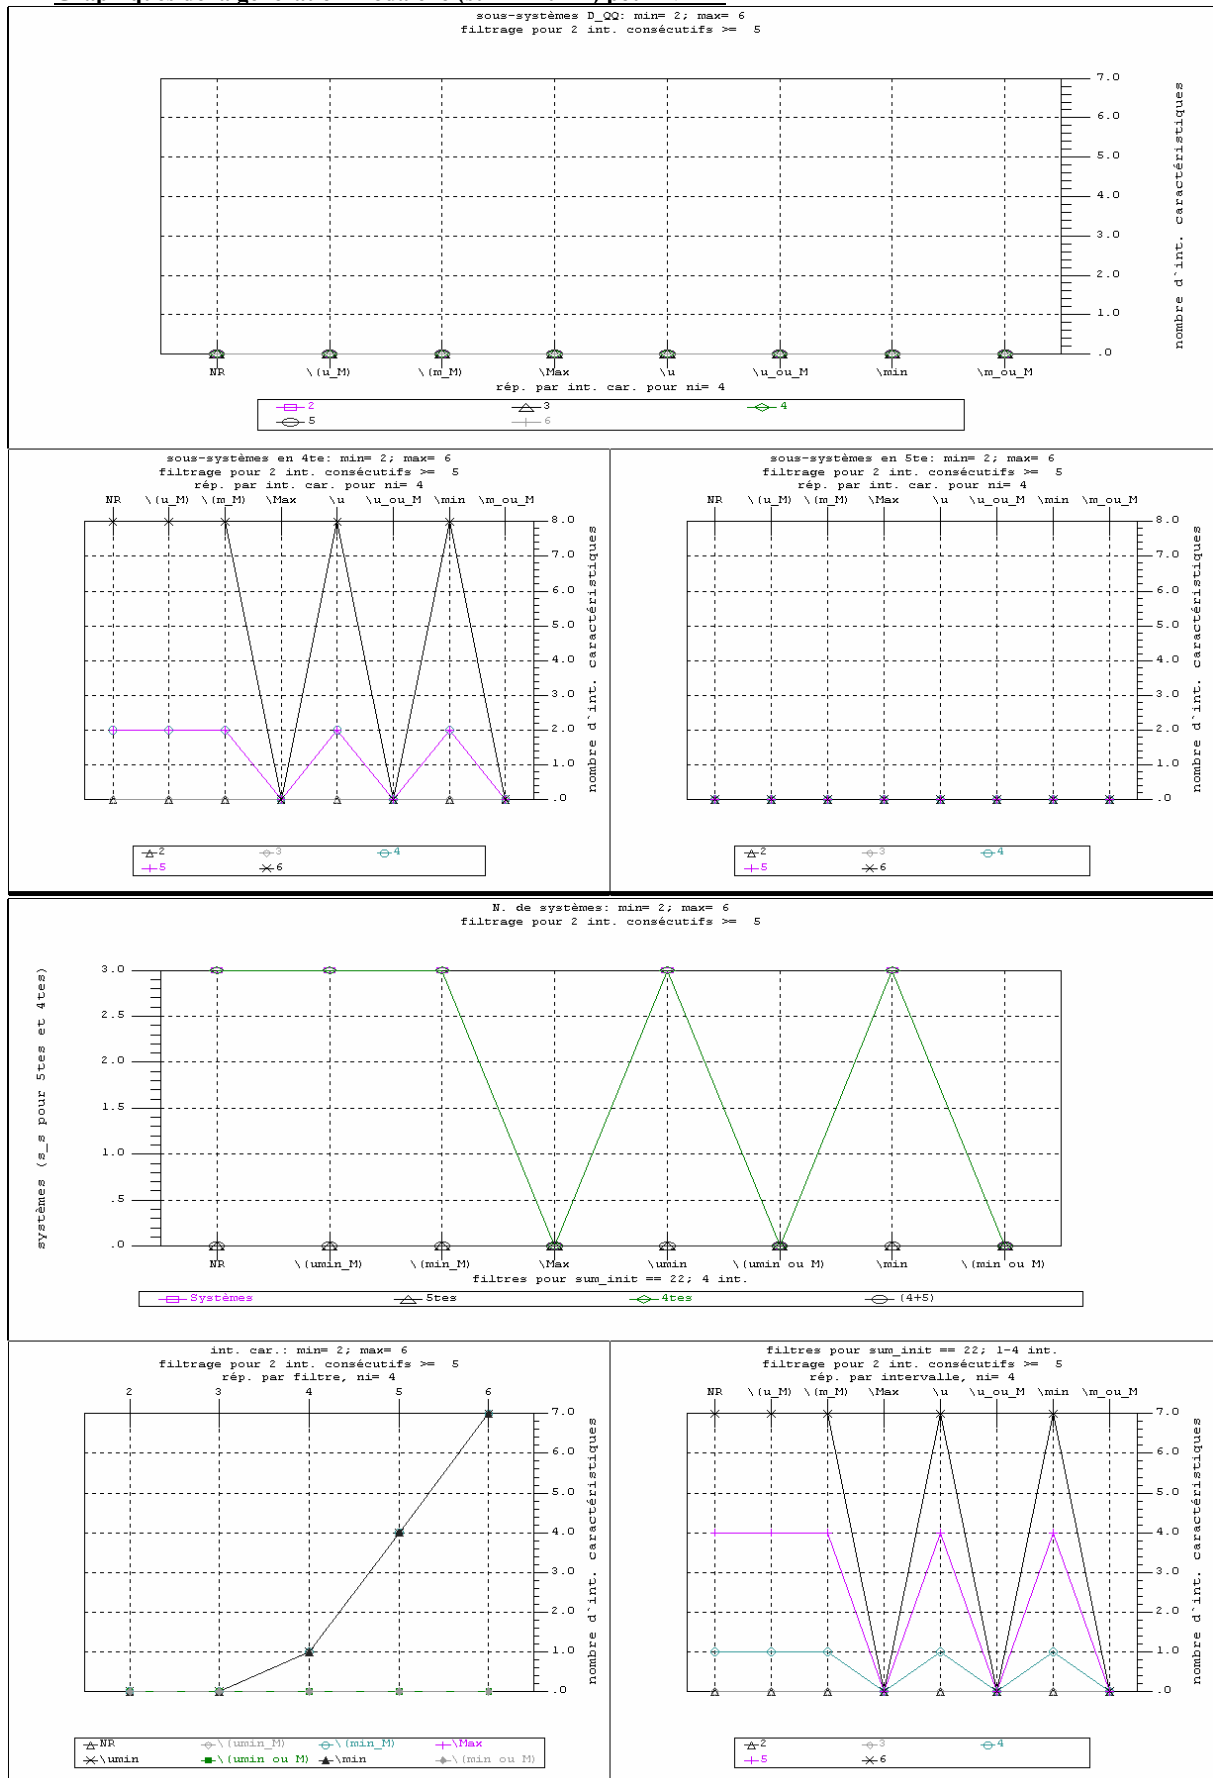 sous-systèmes D_QQ: min= 2; max= 6
filtrage pour 2 int. consécutifs >= 5
7.0
6.0
5.0
4.0
3.0
2.0
1.0
.0
nombre d`int. caractéristiques
NR \(u_M) \(m_M) \Max \u \u_ou_M \min \m_ou_M
rép. par int. car. pour ni= 4
2 3 4
5 6
sous-systèmes en 4te: min= 2; max= 6
filtrage pour 2 int. consécutifs >= 5
rép. par int. car. pour ni= 4
NR \(u_M) \(m_M) \Max \u \u_ou_M \min \m_ou_M
8.0
7.0
6.0
5.0
4.0
3.0
2.0
1.0
.0
nombre d`int. caractéristiques
2 3 4
5 6
sous-systèmes en 5te: min= 2; max= 6
filtrage pour 2 int. consécutifs >= 5
rép. par int. car. pour ni= 4
NR \(u_M) \(m_M) \Max \u \u_ou_M \min \m_ou_M
8.0
7.0
6.0
5.0
4.0
3.0
2.0
1.0
.0
nombre d`int. caractéristiques
2 3 4
5 6
N. de systèmes: min= 2; max= 6
filtrage pour 2 int. consécutifs >= 5
systèmes (s_s pour 5tes et 4tes)
3.0
2.5
2.0
1.5
1.0
.5
.0
NR \(umin_M) \(min_M) \Max \umin \(umin ou M) \min \(min ou M)
filtres pour sum_init == 22; 4 int.
Systèmes 5tes 4tes (4+5)
int. car.: min= 2; max= 6
filtrage pour 2 int. consécutifs >= 5
rép. par filtre, ni= 4
2 3 4 5 6
7.0
6.0
5.0
4.0
3.0
2.0
1.0
.0
nombre d`int. caractéristiques
NR \(umin_M) \(min_M) \Max
\umin \(umin ou M) \min \(min ou M)
filtres pour sum_init == 22; 1-4 int.
filtrage pour 2 int. consécutifs >= 5
rép. par intervalle, ni= 4
NR \(u_M) \(m_M) \Max \u \u_ou_M \min \m_ou_M
7.0
6.0
5.0
4.0
3.0
2.0
1.0
.0
nombre d`int. caractéristiques
2 3 4
5 6